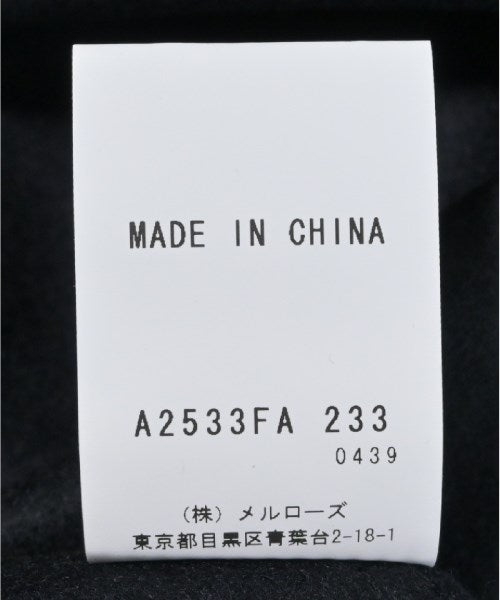 MADE IN CHINA
A2533FA 233
0439
(株) メルローズ
東京都目黒区青葉台2-18-1